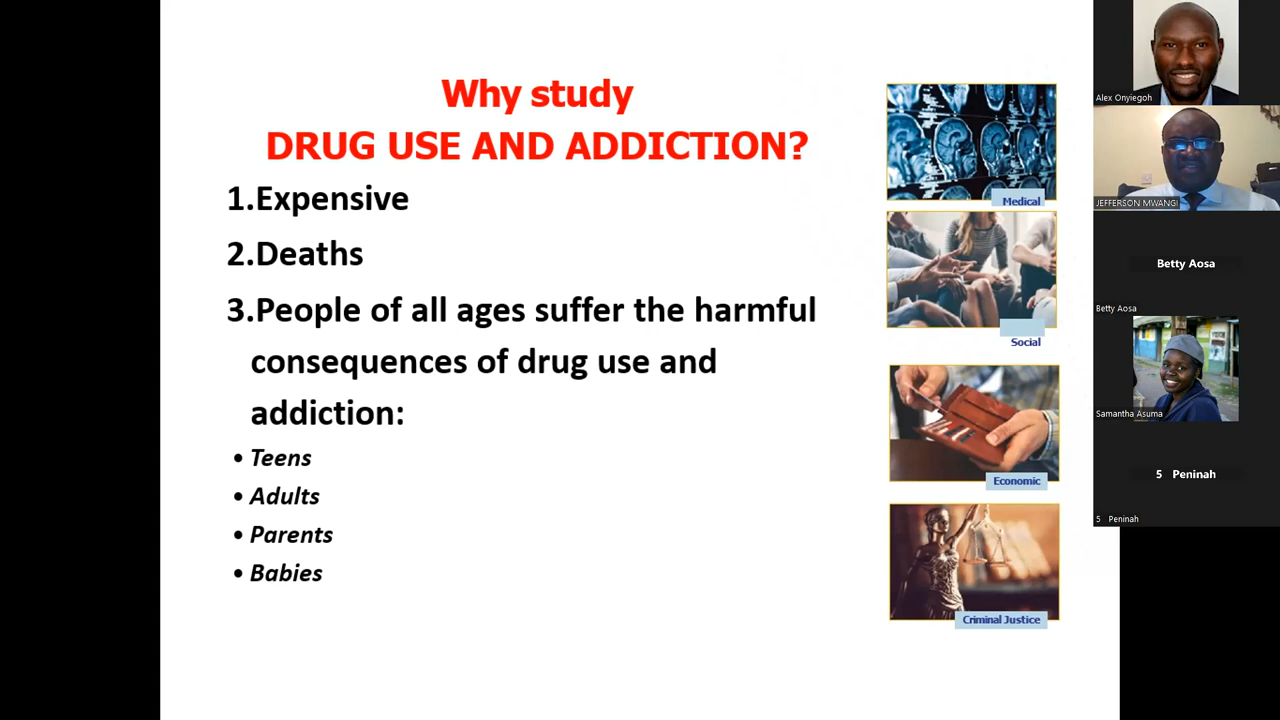 Why study
DRUG USE AND ADDICTION?
1.Expensive
2.Deaths
3.People of all ages suffer the harmful
consequences of drug use and
addiction:
• Teens
• Adults
• Parents
• Babies
Medical
Social
Economic
Criminal Justice
Alex Onyiegoh
JEFFERSON MWANGI
Betty Aosa
Betty Aosa
Samantha Asuma
5 Peninah
5 Peninah